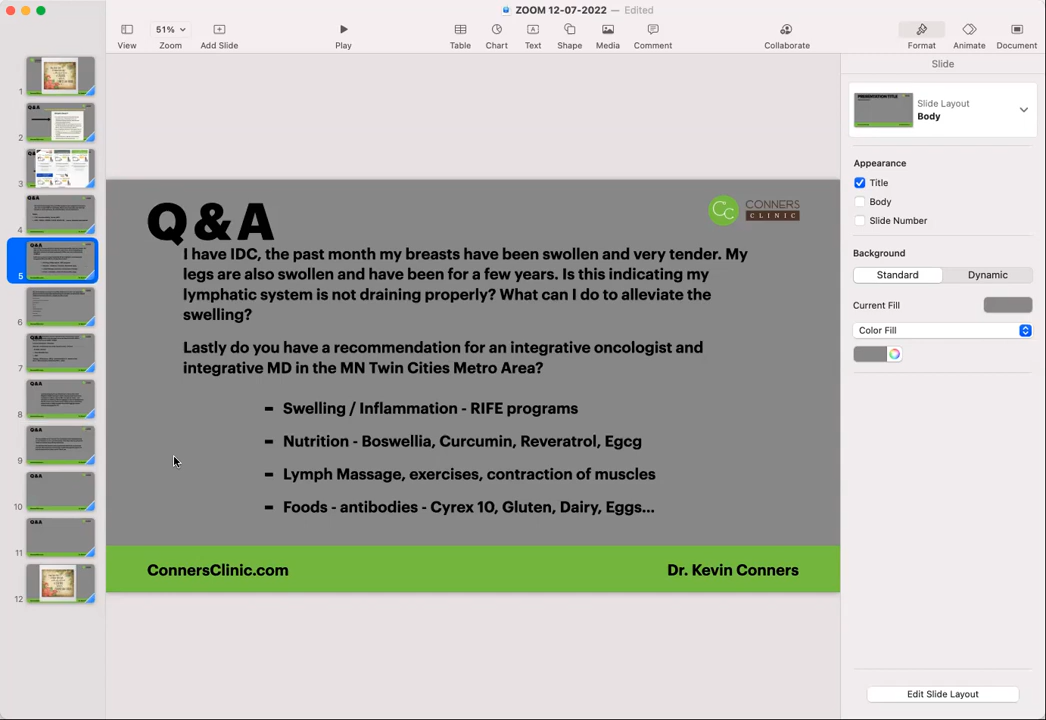 ZOOM 12-07-2022 — Edited
51%
View
Zoom
Add Slide
Play
Table
Chart
Text
Shape
Media
Comment
Collaborate
Format
Animate
Document
Slide
Slide Layout
Body
PRESENTATION TITLE
Appearance
Title
Body
Slide Number
Background
Standard
Dynamic
Current Fill
Color Fill
Edit Slide Layout
1
2
3
4
5
6
7
8
9
10
11
12
Q&A
Q&A
Q&A
Q&A
Q&A
Q&A
CC CONNERS
CLINIC
I have IDC, the past month my breasts have been swollen and very tender. My
legs are also swollen and have been for a few years. Is this indicating my
lymphatic system is not draining properly? What can I do to alleviate the
swelling?
Lastly do you have a recommendation for an integrative oncologist and
integrative MD in the MN Twin Cities Metro Area?
- Swelling / Inflammation - RIFE programs
- Nutrition - Boswellia, Curcumin, Reveratrol, Egcg
- Lymph Massage, exercises, contraction of muscles
- Foods - antibodies - Cyrex 10, Gluten, Dairy, Eggs...
ConnersClinic.com
Dr. Kevin Conners